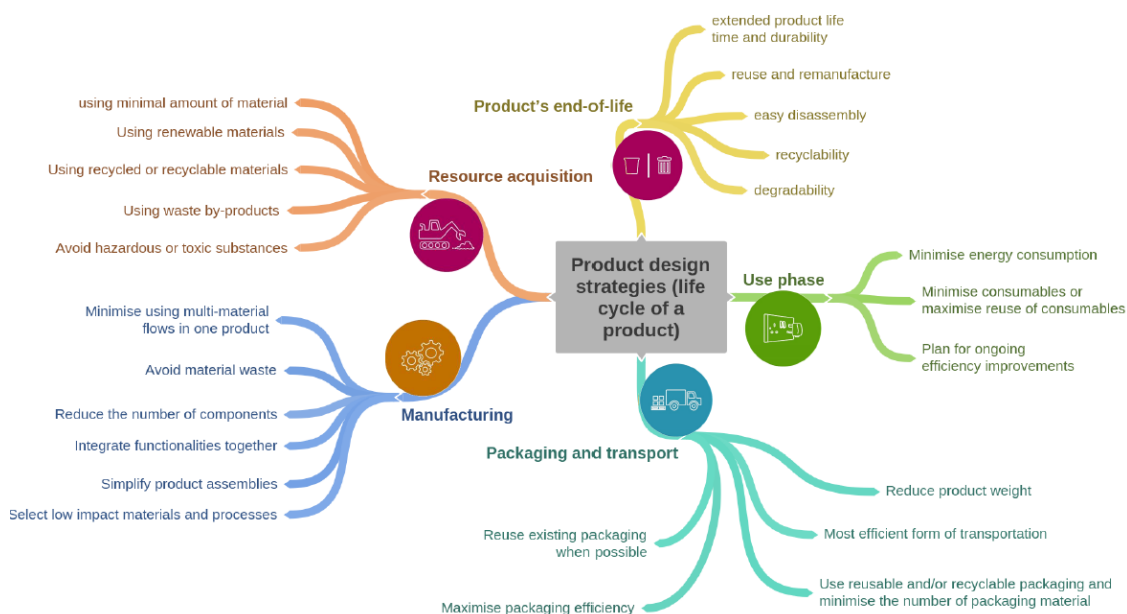 Product design
strategies (life
cycle of a
product)
Product's end-of-life
extended product life
time and durability
reuse and remanufacture
easy disassembly
recyclability
degradability
Resource acquisition
using minimal amount of material
Using renewable materials
Using recycled or recyclable materials
Using waste by-products
Avoid hazardous or toxic substances
Use phase
Minimise energy consumption
Minimise consumables or
maximise reuse of consumables
Plan for ongoing
efficiency improvements
Manufacturing
Minimise using multi-material
flows in one product
Avoid material waste
Reduce the number of components
Integrate functionalities together
Simplify product assemblies
Select low impact materials and processes
Packaging and transport
Reduce product weight
Most efficient form of transportation
Use reusable and/or recyclable packaging and
minimise the number of packaging material
Reuse existing packaging
when possible
Maximise packaging efficiency